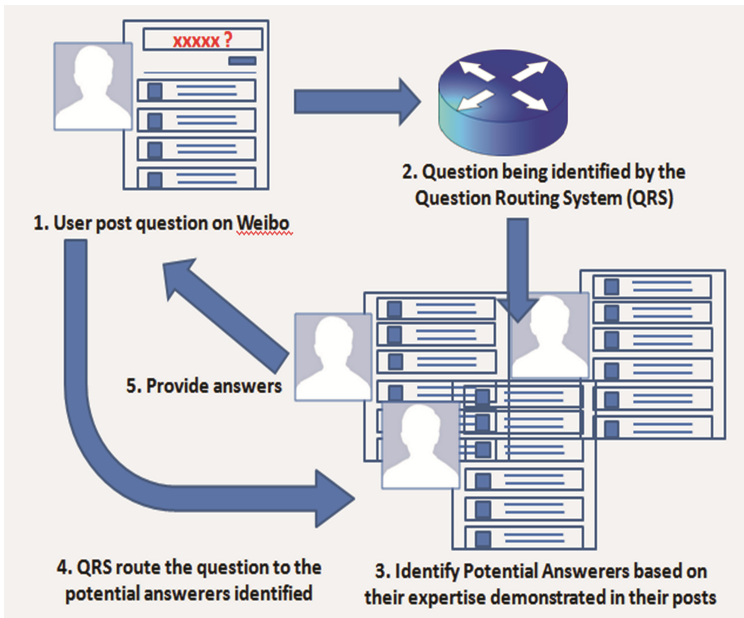 xxxxx ?
1. User post question on Weibo
2. Question being identified by the
Question Routing System (QRS)
5. Provide answers
4. QRS route the question to the
potential answerers identified
3. Identify Potential Answerers based on
their expertise demonstrated in their posts